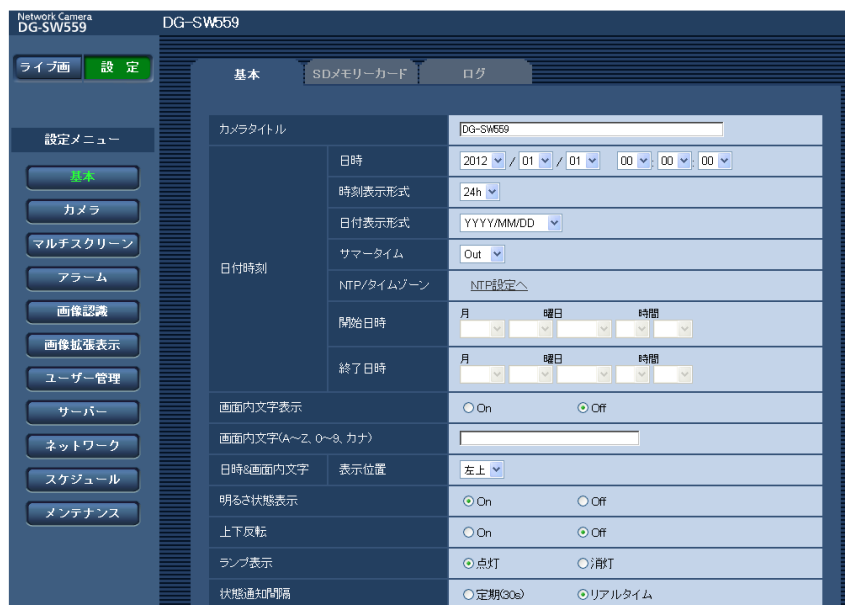 Network Camera
DG-SW559
DG-SW559
ライブ画 設 定
基本 SDメモリーカード ログ
設定メニュー
基本
カメラ
マルチスクリーン
アラーム
画像認識
画像拡張表示
ユーザー管理
サーバー
ネットワーク
スケジュール
メンテナンス
カメラタイトル DG-SW559
日付時刻
日時 2012 / 01 / 01 00 : 00 : 00
時刻表示形式 24h
日付表示形式 YYYY/MM/DD
サマータイム Out
NTP/タイムゾーン NTP設定へ
開始日時 月 曜日 時間
終了日時 月 曜日 時間
画面内文字表示 On Off
画面内文字(A～Z, 0～9, カナ)
日時&画面内文字 表示位置 左上
明るさ状態表示 On Off
上下反転 On Off
ランプ表示 点灯 消灯
状態通知間隔 定期(30s) リアルタイム